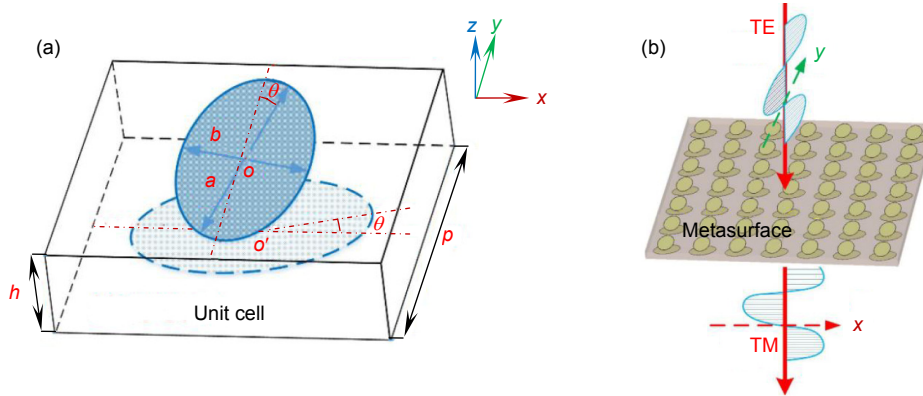 (a)
z
y
x
θ
b
a
o
θ
o'
p
h
Unit cell
(b)
TE
y
Metasurface
x
TM